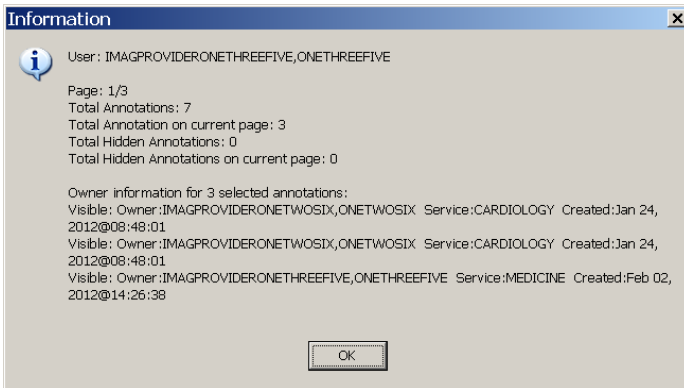 Information
User: IMAGPROVIDERONETHREEFIVE,ONETHREEFIVE
Page: 1/3
Total Annotations: 7
Total Annotation on current page: 3
Total Hidden Annotations: 0
Total Hidden Annotations on current page: 0
Owner information for 3 selected annotations:
Visible: Owner:IMAGPROVIDERONETWOSIX,ONETWOSIX  Service:CARDIOLOGY  Created:Jan 24,
2012@08:48:01
Visible: Owner:IMAGPROVIDERONETWOSIX,ONETWOSIX  Service:CARDIOLOGY  Created:Jan 24,
2012@08:48:01
Visible: Owner:IMAGPROVIDERONETHREEFIVE,ONETHREEFIVE  Service:MEDICINE  Created:Feb 02,
2012@14:26:38
OK